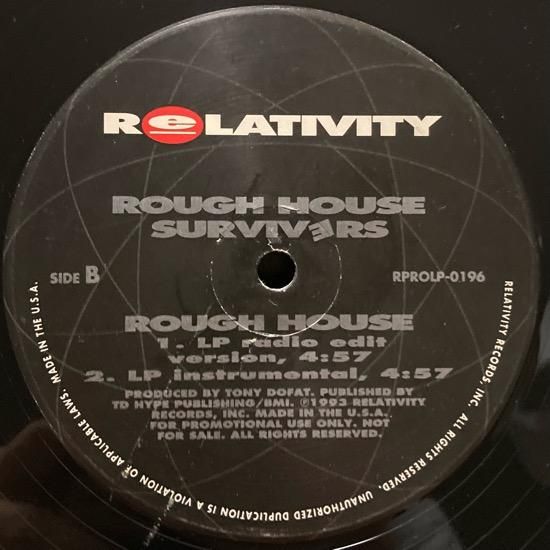 RELATIVITY
ROUGH HOUSE
SURVIVERS
SIDE B
RPROLP-0196
ROUGH HOUSE
1. LP radio edit
version, 4:57
2. LP instrumental, 4:57
PRODUCED BY TONY DOFAT. PUBLISHED BY
TD HYPE PUBLISHING/BMI. ℗1993 RELATIVITY
RECORDS, INC. MADE IN THE U.S.A.
FOR PROMOTIONAL USE ONLY. NOT
FOR SALE. ALL RIGHTS RESERVED.
RELATIVITY RECORDS, INC. ALL RIGHTS RESERVED. UNAUTHORIZED DUPLICATION IS A VIOLATION OF APPLICABLE LAWS. MADE IN THE U.S.A.